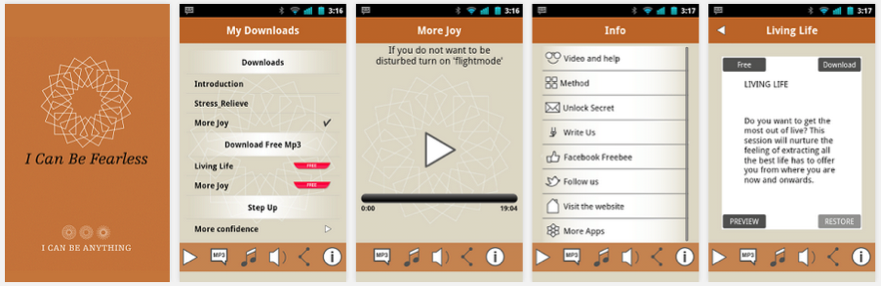 I Can Be Fearless
I CAN BE ANYTHING
3:16
My Downloads
Downloads
Introduction
Stress_Relieve
More Joy
Download Free Mp3
Living Life
FREE
More Joy
FREE
Step Up
More confidence
MP3
3:16
More Joy
If you do not want to be
disturbed turn on 'flightmode'
0:00
19:04
MP3
3:17
Info
Video and help
Method
Unlock Secret
Write Us
Facebook Freebee
Follow us
Visit the website
More Apps
MP3
3:17
Living Life
Free
Download
LIVING LIFE
Do you want to get the
most out of live? This
session will nurture the
feeling of extracting all
the best life has to offer
you from where you are
now and onwards.
PREVIEW
RESTORE
MP3